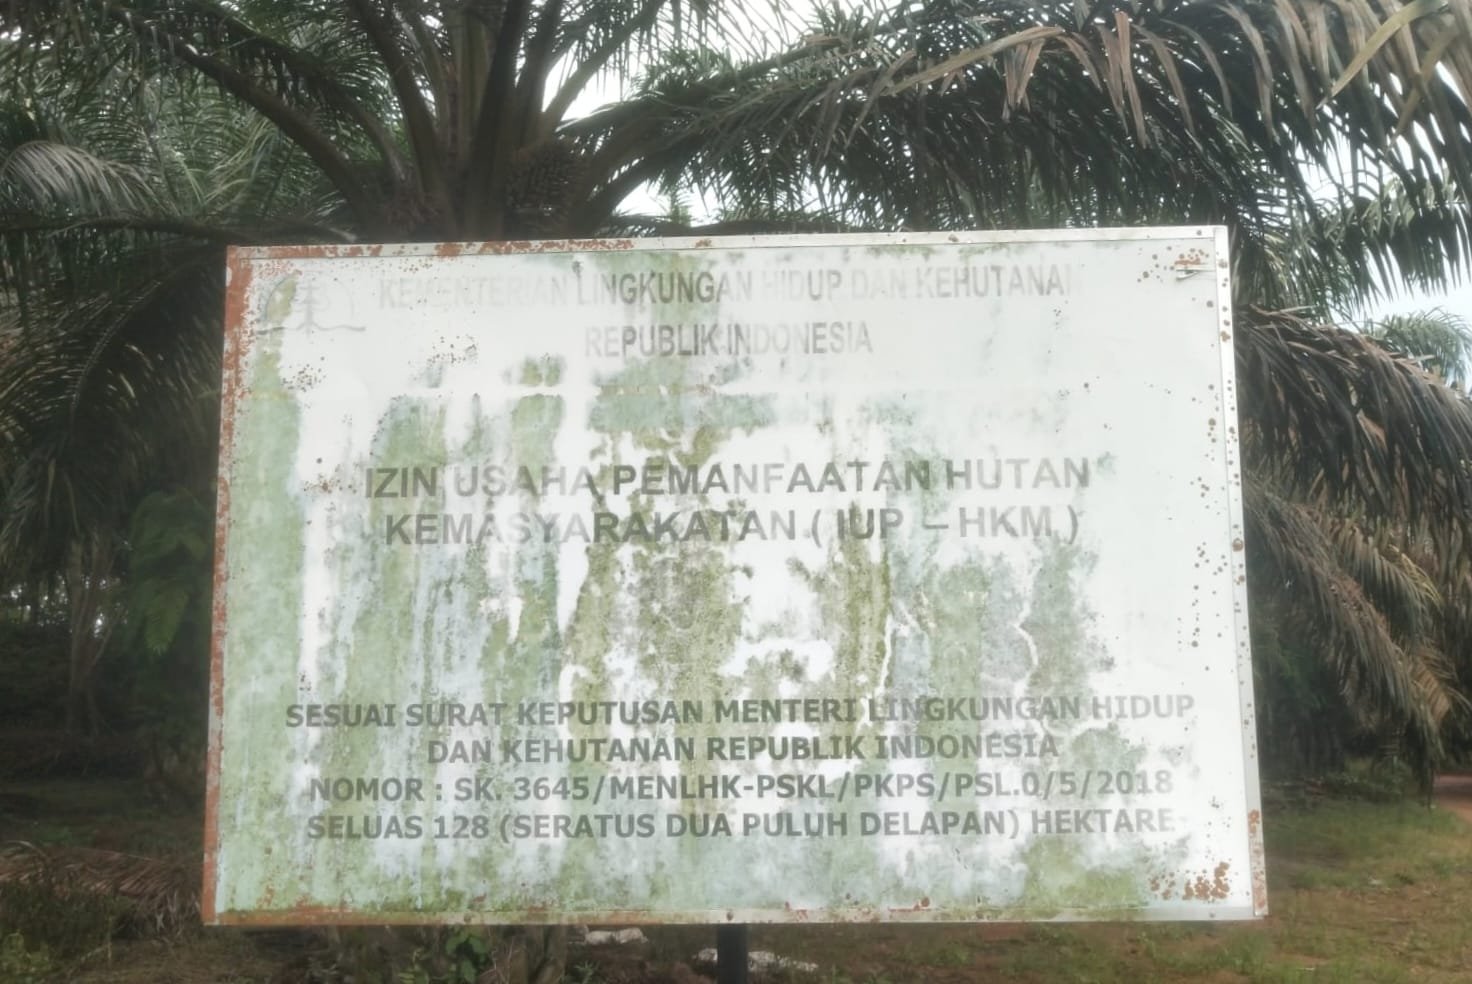 KEMENTERIAN LINGKUNGAN HIDUP DAN KEHUTANAN
REPUBLIK INDONESIA
IZIN USAHA PEMANFAATAN HUTAN
KEMASYARAKATAN ( IUP – HKM )
SESUAI SURAT KEPUTUSAN MENTERI LINGKUNGAN HIDUP
DAN KEHUTANAN REPUBLIK INDONESIA
NOMOR : SK. 3645/MENLHK-PSKL/PKPS/PSL.0/5/2018
SELUAS 128 (SERATUS DUA PULUH DELAPAN) HEKTARE